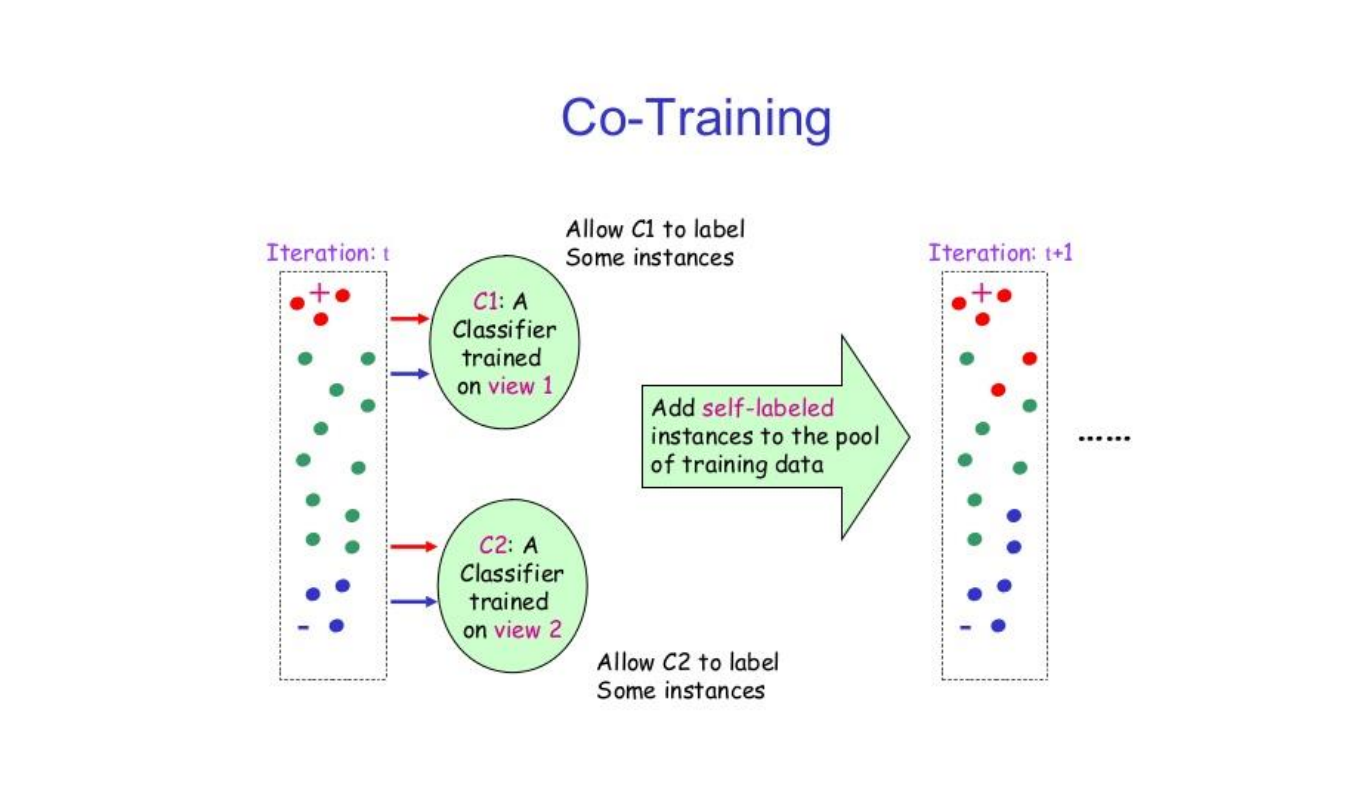 Co-Training
Allow C1 to label
Some instances
Iteration: t
Iteration: t+1
+
+
C1: A
Classifier
trained
on view 1
Add self-labeled
instances to the pool
of training data
......
C2: A
Classifier
trained
on view 2
-
-
Allow C2 to label
Some instances